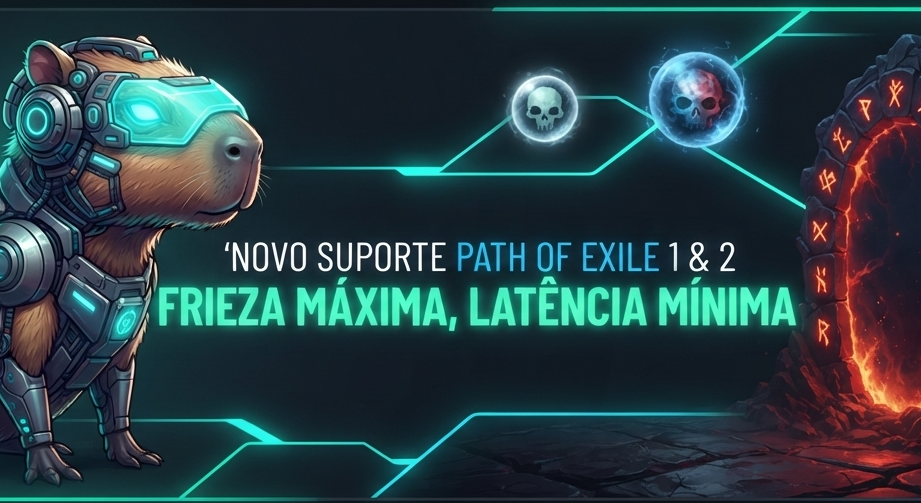 ‘NOVO SUPORTE PATH OF EXILE 1 & 2
FRIEZA MÁXIMA, LATÊNCIA MÍNIMA